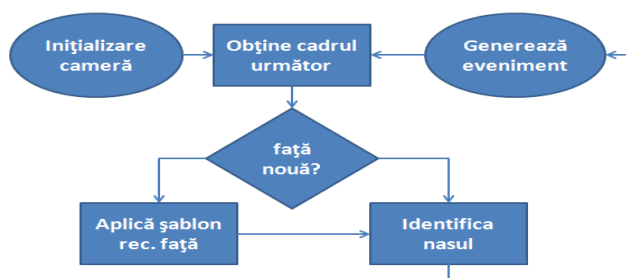 Iniţializare
cameră
Obţine cadrul
următor
Generează
eveniment
faţă
nouă?
Aplică şablon
rec. faţă
Identifica
nasul